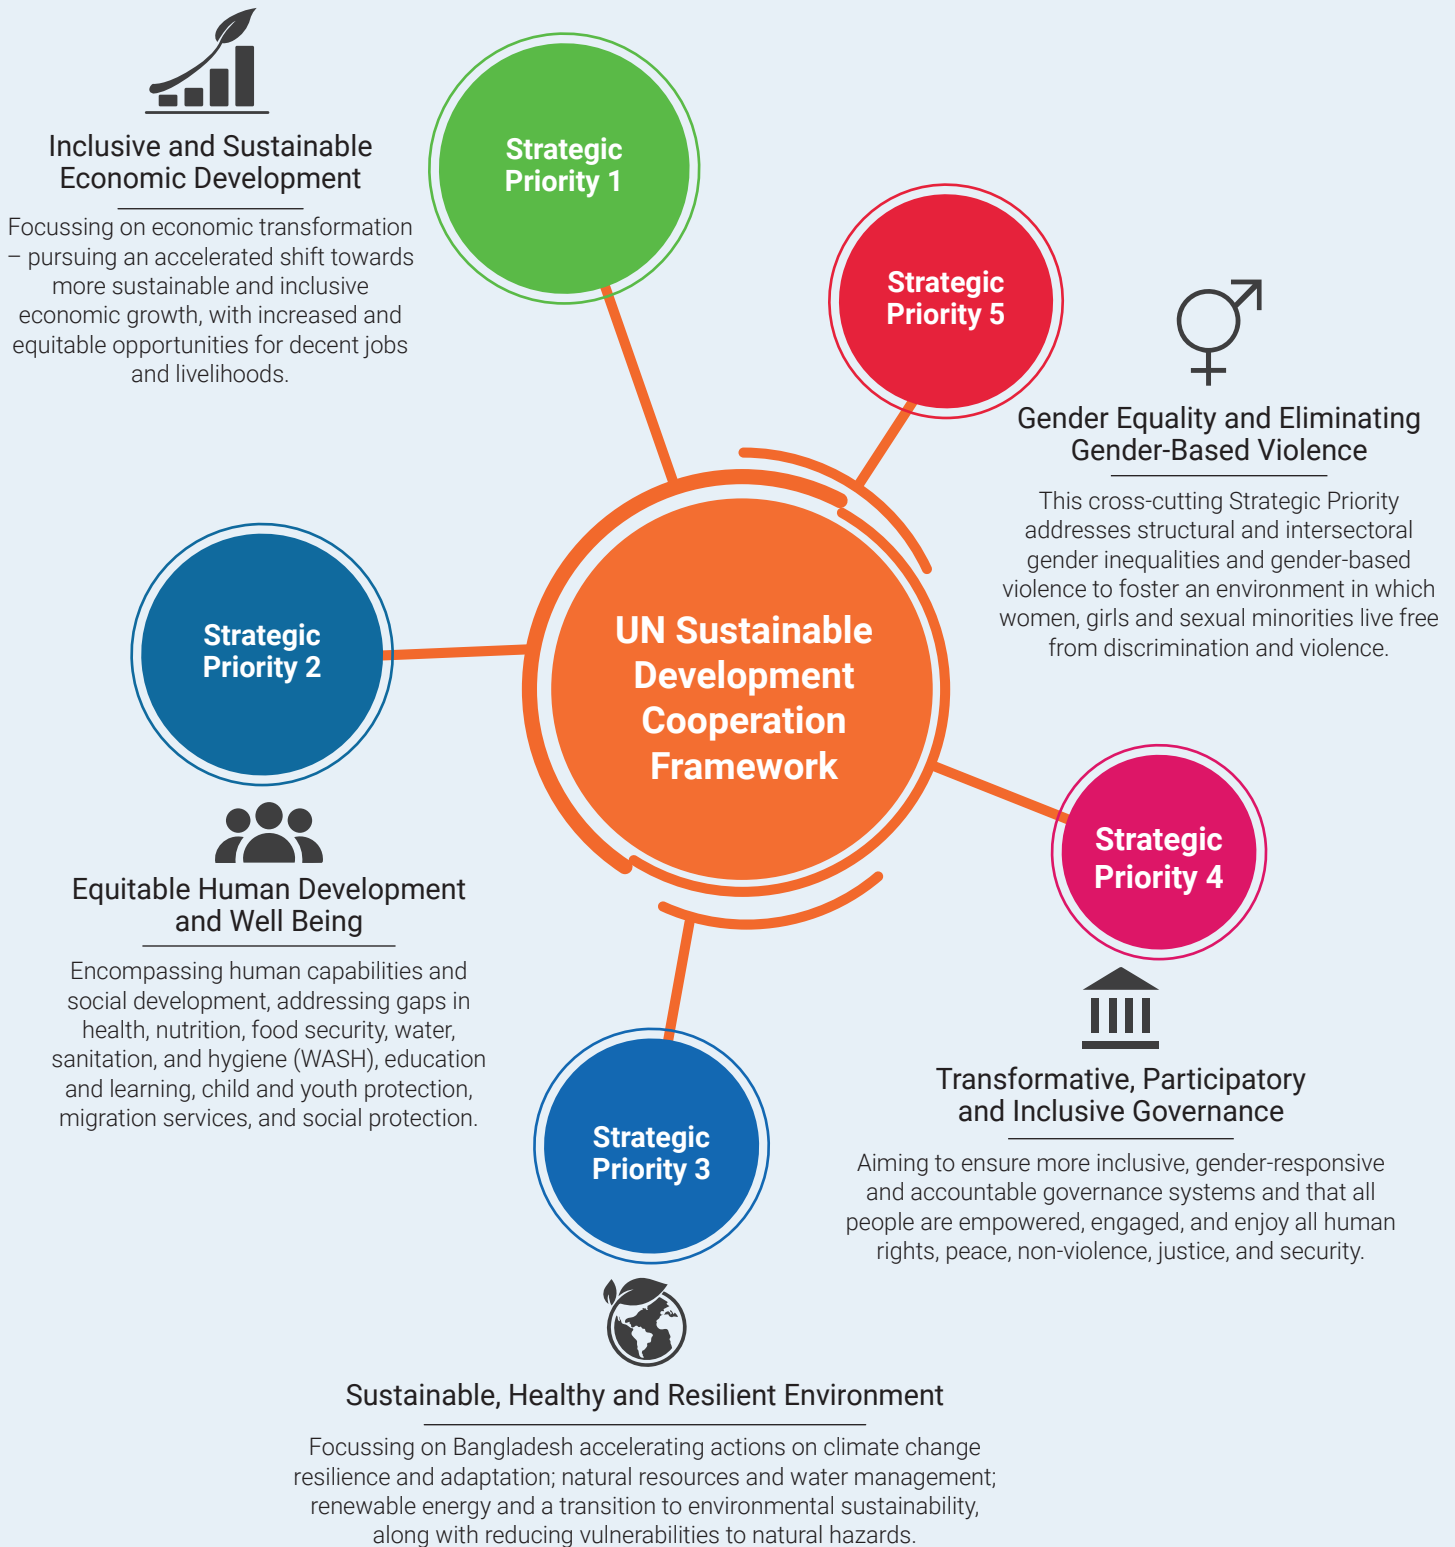 Strategic
Priority 1
Inclusive and Sustainable
Economic Development
Focussing on economic transformation
– pursuing an accelerated shift towards
more sustainable and inclusive
economic growth, with increased and
equitable opportunities for decent jobs
and livelihoods.
Strategic
Priority 5
Gender Equality and Eliminating
Gender-Based Violence
This cross-cutting Strategic Priority
addresses structural and intersectoral
gender inequalities and gender-based
violence to foster an environment in which
women, girls and sexual minorities live free
from discrimination and violence.
UN Sustainable
Development
Cooperation
Framework
Strategic
Priority 2
Equitable Human Development
and Well Being
Encompassing human capabilities and
social development, addressing gaps in
health, nutrition, food security, water,
sanitation, and hygiene (WASH), education
and learning, child and youth protection,
migration services, and social protection.
Strategic
Priority 4
Transformative, Participatory
and Inclusive Governance
Aiming to ensure more inclusive, gender-responsive
and accountable governance systems and that all
people are empowered, engaged, and enjoy all human
rights, peace, non-violence, justice, and security.
Strategic
Priority 3
Sustainable, Healthy and Resilient Environment
Focussing on Bangladesh accelerating actions on climate change
resilience and adaptation; natural resources and water management;
renewable energy and a transition to environmental sustainability,
along with reducing vulnerabilities to natural hazards.